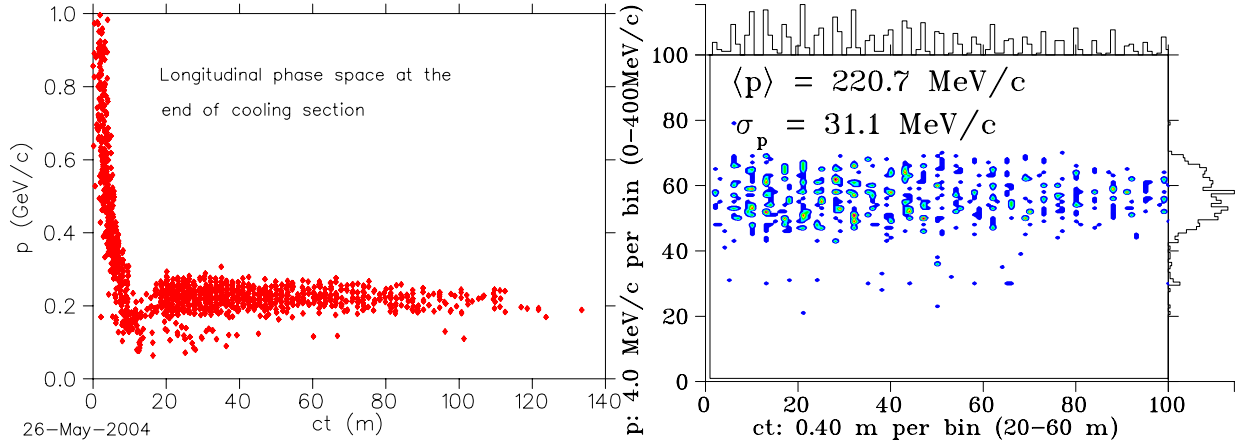 1.0
0.8
0.6
0.4
0.2
0.0
p (GeV/c)
Longitudinal phase space at the
end of cooling section
0 20 40 60 80 100 120 140
ct (m)
26-May-2004
p: 4.0 MeV/c per bin (0-400MeV/c)
100
80
60
40
20
0
⟨p⟩ = 220.7 MeV/c
σp = 31.1 MeV/c
0 20 40 60 80 100
ct: 0.40 m per bin (20-60 m)